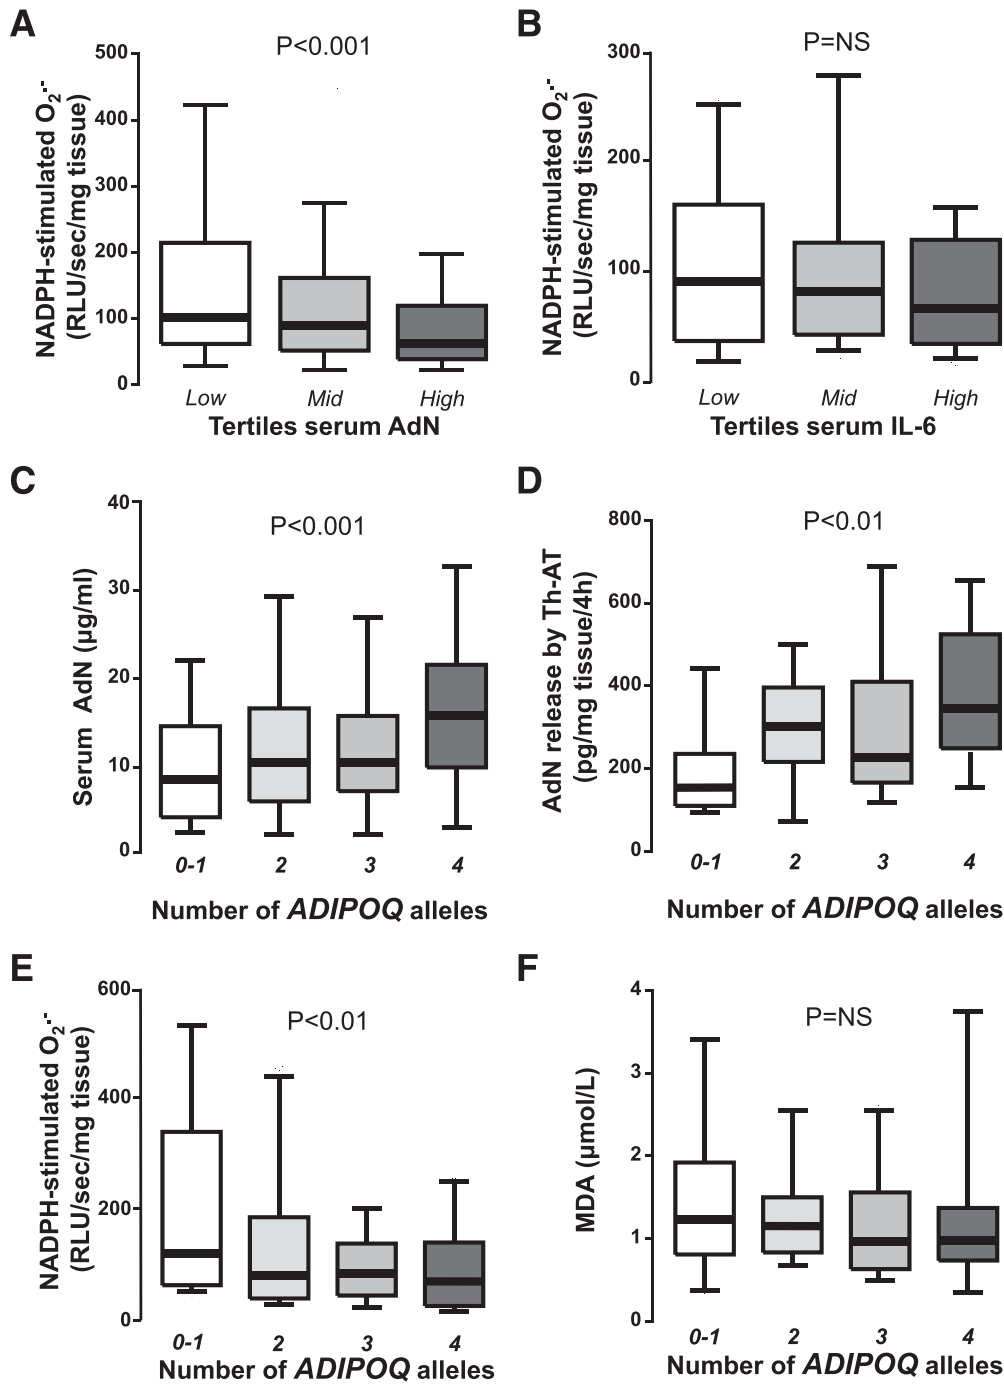 A
P<0.001
NADPH-stimulated O2·-
(RLU/sec/mg tissue)
500
400
300
200
100
0
Low Mid High
Tertiles serum AdN
B
P=NS
NADPH-stimulated O2·-
(RLU/sec/mg tissue)
300
200
100
0
Low Mid High
Tertiles serum IL-6
C
P<0.001
Serum AdN (µg/ml)
40
30
20
10
0
0-1 2 3 4
Number of ADIPOQ alleles
D
P<0.01
AdN release by Th-AT
(pg/mg tissue/4h)
800
600
400
200
0
0-1 2 3 4
Number of ADIPOQ alleles
E
P<0.01
NADPH-stimulated O2·-
(RLU/sec/mg tissue)
600
400
200
0
0-1 2 3 4
Number of ADIPOQ alleles
F
P=NS
MDA (µmol/L)
4
3
2
1
0
0-1 2 3 4
Number of ADIPOQ alleles